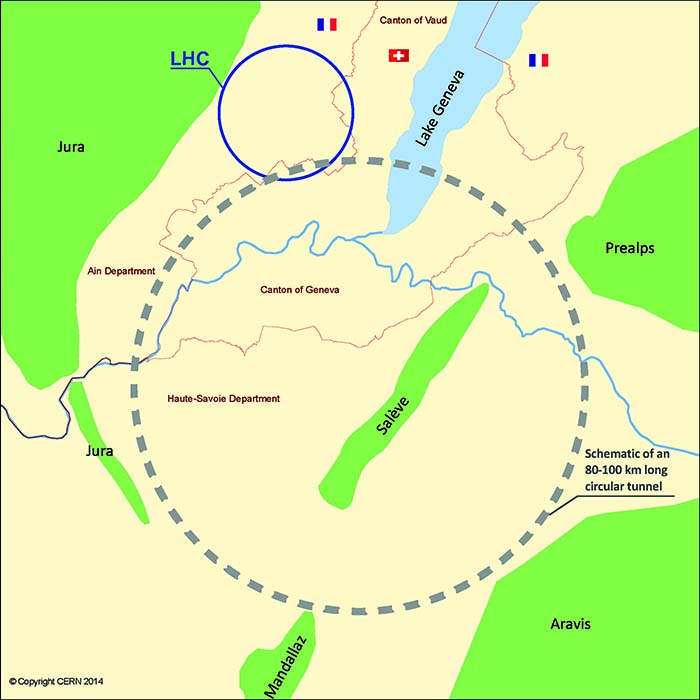 Canton of Vaud
LHC
Lake Geneva
Jura
Prealps
Ain Department
Canton of Geneva
Haute-Savoie Department
Salève
Jura
Schematic of an
80-100 km long
circular tunnel
Aravis
Mandallaz
© Copyright CERN 2014